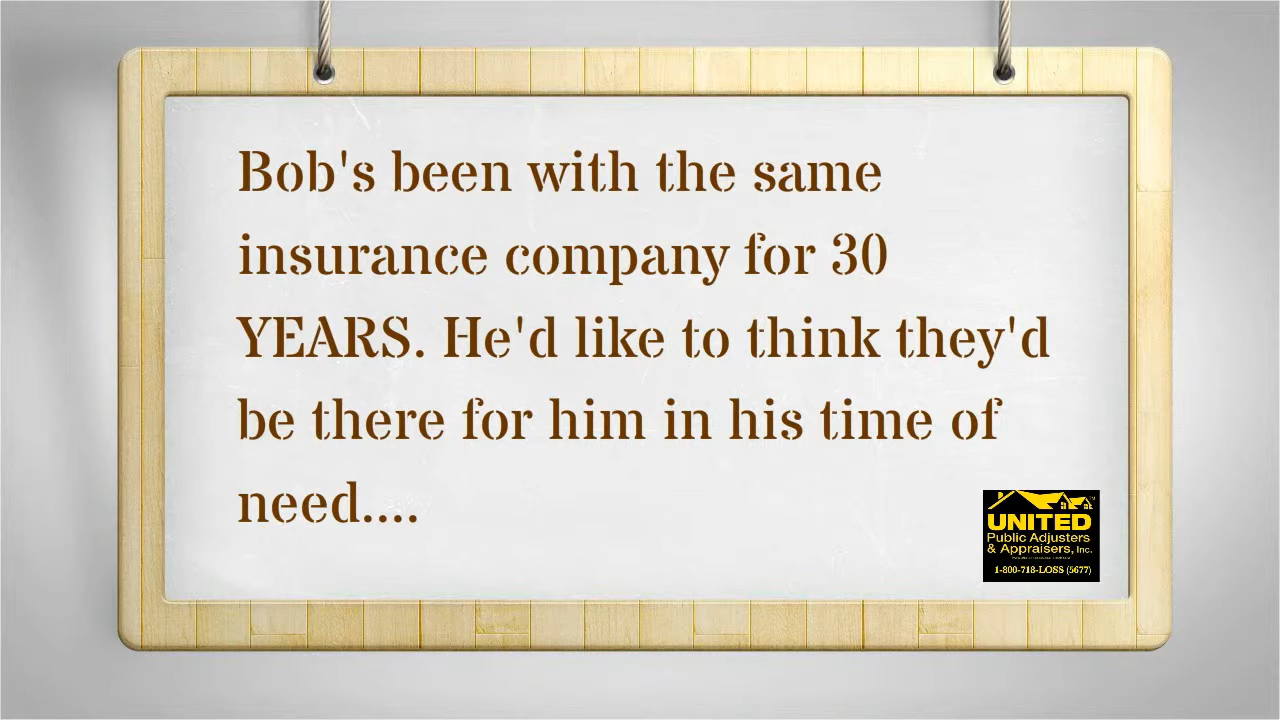 Bob's been with the same
insurance company for 30
YEARS. He'd like to think they'd
be there for him in his time of
need....
UNITED
Public Adjusters
& Appraisers, Inc.
1-800-718-LOSS (5677)